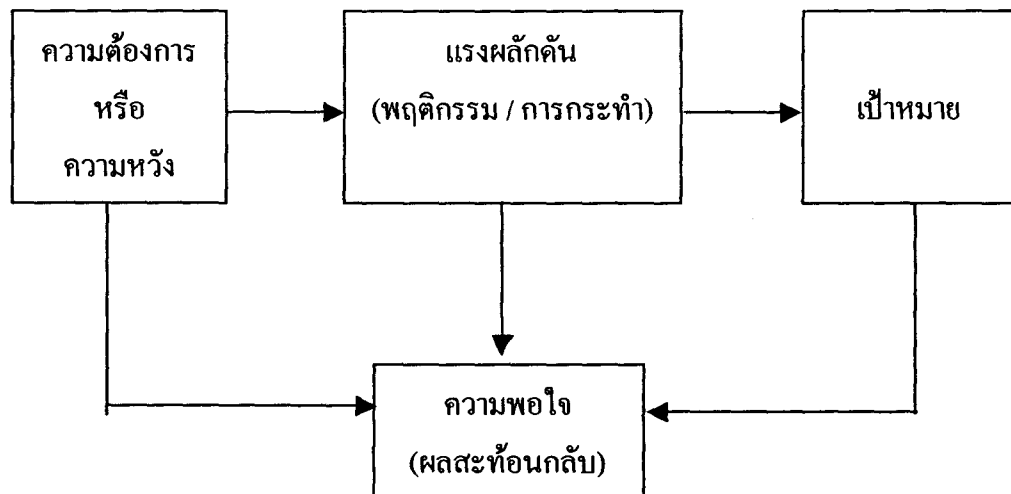 ความต้องการ
หรือ
ความหวัง
แรงผลักดัน
(พฤติกรรม / การกระทำ)
เป้าหมาย
ความพอใจ
(ผลสะท้อนกลับ)